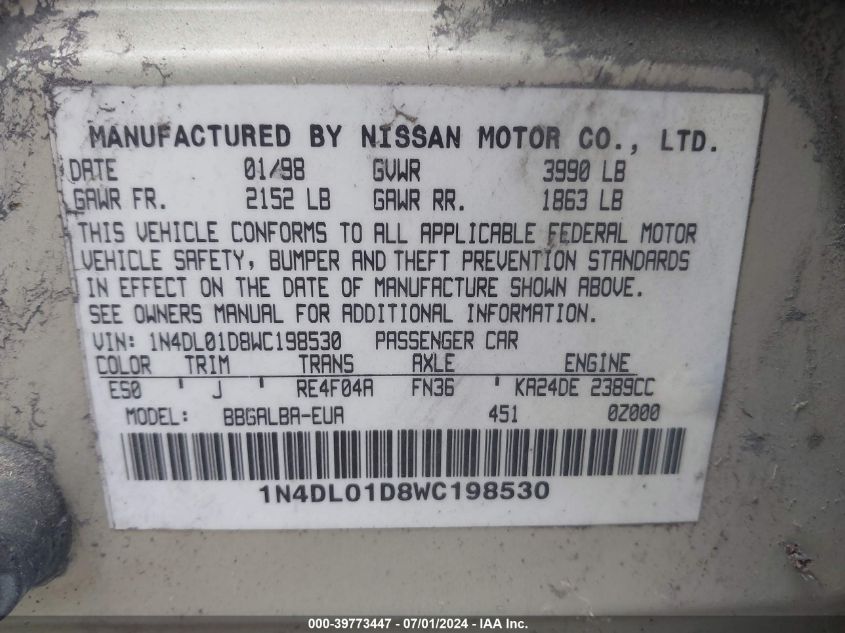 MANUFACTURED BY NISSAN MOTOR CO., LTD.
DATE 01/98 GVWR 3990 LB
GAWR FR. 2152 LB GAWR RR. 1863 LB
THIS VEHICLE CONFORMS TO ALL APPLICABLE FEDERAL MOTOR
VEHICLE SAFETY, BUMPER AND THEFT PREVENTION STANDARDS
IN EFFECT ON THE DATE OF MANUFACTURE SHOWN ABOVE.
SEE OWNERS MANUAL FOR ADDITIONAL INFORMATION.
VIN: 1N4DL01D8WC198530 PASSENGER CAR
COLOR TRIM TRANS AXLE ENGINE
ES0 ' J ' RE4F04A FN36 ' KA24DE 2389CC
MODEL: BBGALBA-EUA 451 0Z000
1N4DL01D8WC198530
000-39773447 - 07/01/2024 - IAA Inc.